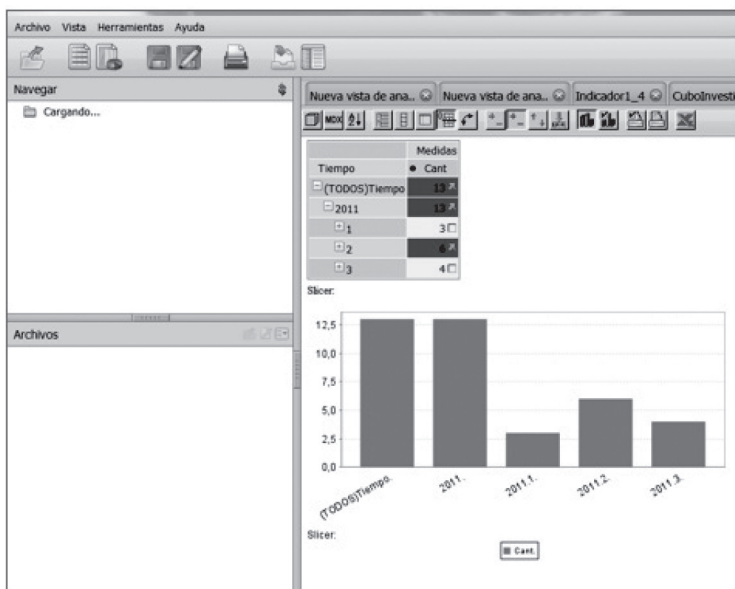 Archivo Vista Herramientas Ayuda
Navegar
Cargando...
Archivos
Nueva vista de ana.. Nueva vista de ana.. Indicador1_4 CuboInvesti
MDX
Medidas
Tiempo Cant
(TODOS)Tiempo 13
2011 13
1 3
2 6
3 4
Slicer:
12,5
10,0
7,5
5,0
2,5
0,0
(TODOS)Tiempo. 2011. 2011.1. 2011.2. 2011.3.
Slicer:
Cant.